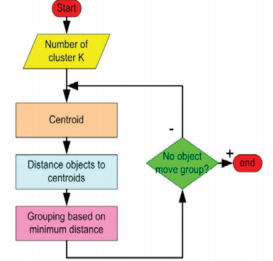 Start
Number of
cluster K
Centroid
Distance objects to
centroids
Grouping based on
minimum distance
-
No object
move group?
+
end